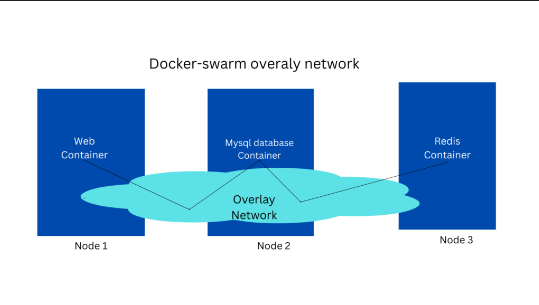 Docker-swarm overaly network
Web
Container
Mysql database
Container
Redis
Container
Overlay
Network
Node 1
Node 2
Node 3